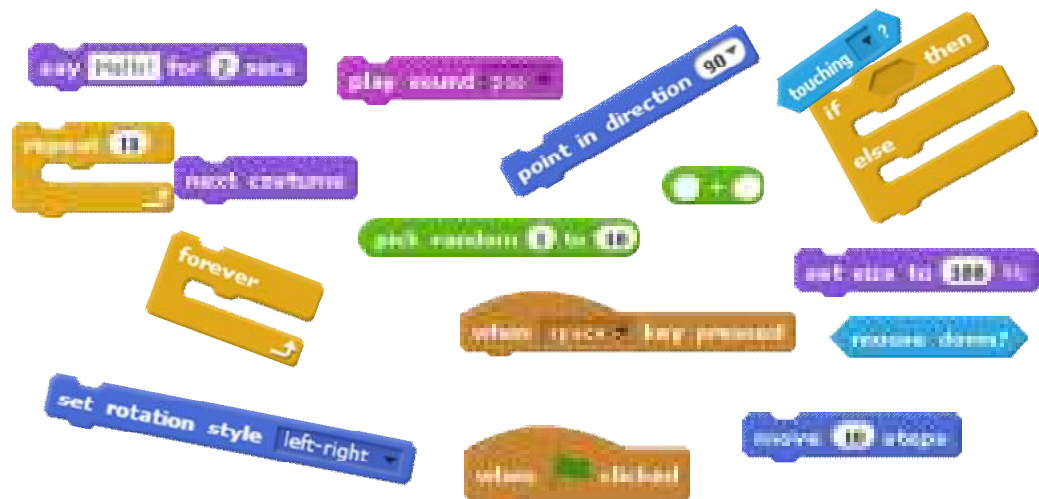 say Hello! for 2 secs
play sound pop
point in direction 90
touching ?
if then
else
repeat 10
next costume
+
pick random 1 to 10
forever
set size to 100 %
when space key pressed
mouse down?
set rotation style left-right
move 10 steps
when clicked